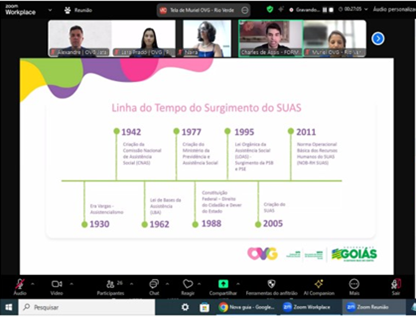 zoom
Workplace
Reunião
Tela de Muriel OVG - Rio Verde
Gravando...
00:27:05
Áudio personaliza
Alexandre | OVG
Iara Prado | OVG
Charles de Assis - FORM
Muriel OVG - Rio Ver
Linha do Tempo do Surgimento do SUAS
1942
Criação da
Comissão Nacional
de Assistência
Social (CNAS)
1977
Criação do
Ministério da
Previdência e
Assistência Social
1995
Lei Orgânica da
Assistência Social
(LOAS)
Surgimento da PSB
e PSE
2011
Norma Operacional
Básica dos Recursos
Humanos do SUAS
(NOB-RH SUAS)
Era Vargas -
Assistencialismo
1930
Lei de Bases da
Assistência
(LBA)
1962
Constituição
Federal - Direito
do Cidadão e Dever
do Estado
1988
Criação do
SUAS
2005
OVG
GOIÁS
Áudio
Vídeo
Participantes
Chat
Reagir
Compartilhar
Ferramentas do anfitrião
AI Companion
Mais
Sair
Pesquisar
Nova guia - Google...
Zoom Workplace
Zoom Reunião